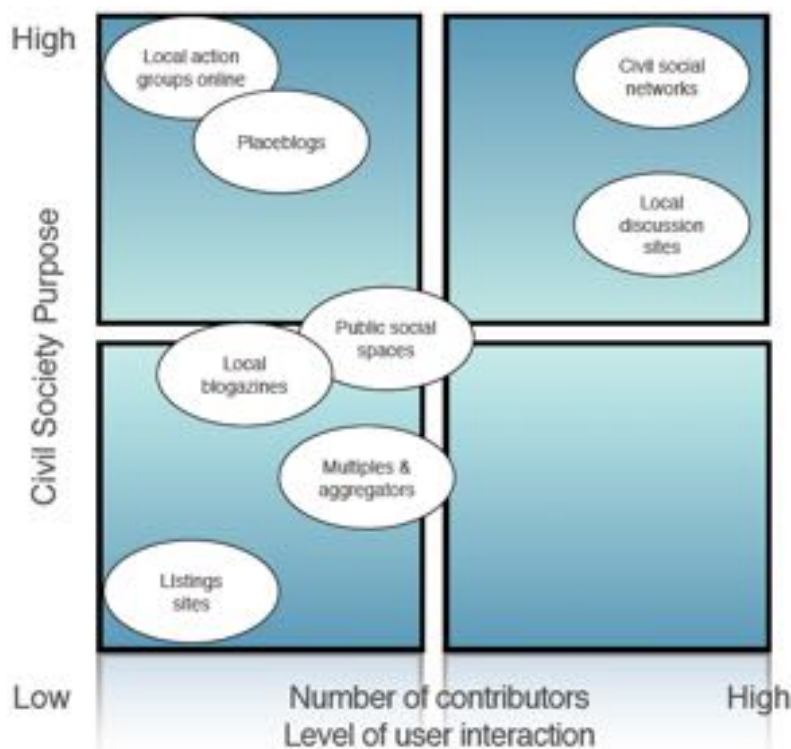 High
Local action
groups online
Civil social
networks
Placeblogs
Local
discussion
sites
Civil Society Purpose
Public social
spaces
Local
blogazines
Multiples &
aggregators
LIstings
sites
Low
Number of contributors
High
Level of user interaction